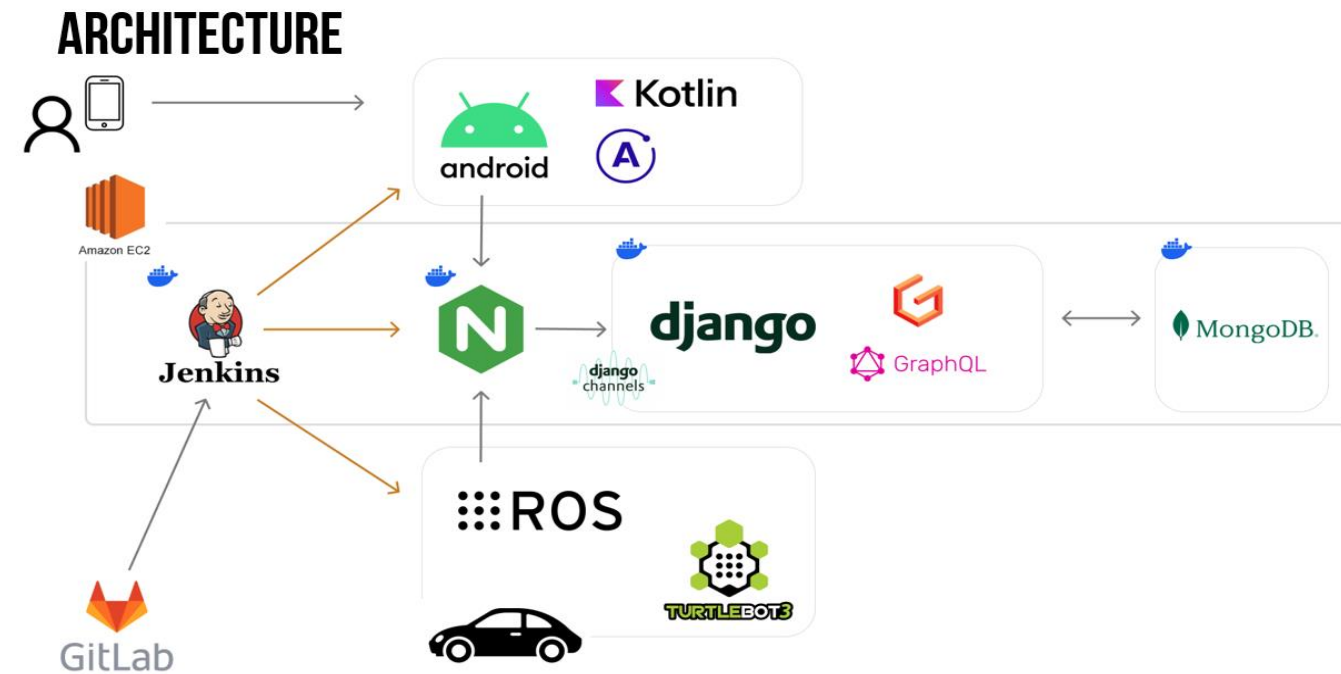 ARCHITECTURE
Kotlin
A
android
Amazon EC2
N
django
GraphQL
MongoDB.
django
channels
Jenkins
ROS
TURTLEBOT3
GitLab